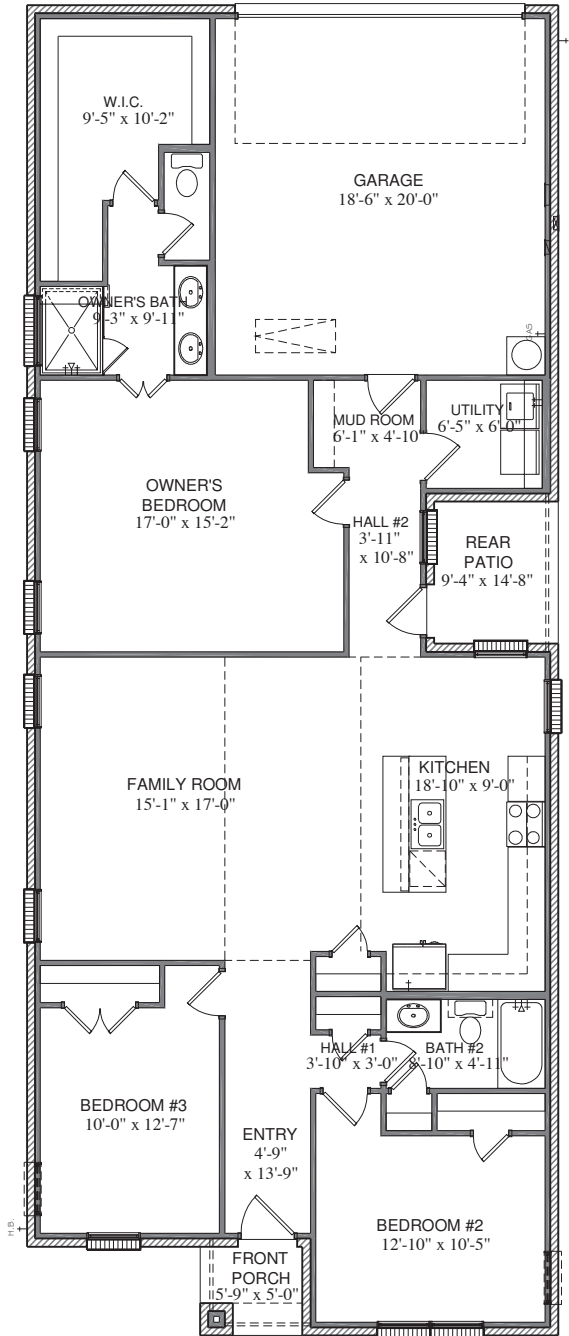 W.I.C.
9'-5" x 10'-2"
GARAGE
18'-6" x 20'-0"
OWNER'S BATH
9'-3" x 9'-11"
GAS
MUD ROOM
6'-1" x 4'-10
UTILITY
6'-5" x 6'-0"
OWNER'S
BEDROOM
17'-0" x 15'-2"
HALL #2
3'-11"
x 10'-8"
REAR
PATIO
9'-4" x 14'-8"
FAMILY ROOM
15'-1" x 17'-0"
KITCHEN
18'-10" x 9'-0"
HALL #1
3'-10" x 3'-0"
BATH #2
8'-10" x 4'-11"
BEDROOM #3
10'-0" x 12'-7"
ENTRY
4'-9"
x 13'-9"
BEDROOM #2
12'-10" x 10'-5"
H.B.
FRONT
PORCH
5'-9" x 5'-0"